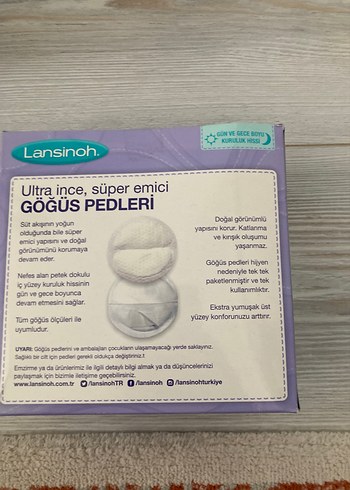 Lansinoh®
GÜN VE GECE BOYU
KURULUK HİSSİ
Ultra ince, süper emici
GÖĞÜS PEDLERİ
Süt akışının yoğun
olduğunda bile süper
emici yapısını ve doğal
görünümünü korumaya
devam eder.
Nefes alan petek dokulu
iç yüzey kuruluk hissinin
gün ve gece boyunca
devam etmesini sağlar.
Tüm göğüs ölçüleri ile
uyumludur.
Doğal görünümlü
yapısını korur. Katlanma
ve kırışık oluşumu
yaşanmaz.
Göğüs pedleri hijyen
nedeniyle tek tek
paketlenmiştir ve tek
kullanımlıktır.
Ekstra yumuşak üst
yüzey konforunuzu arttırır.
UYARI: Göğüs pedlerini ve ambalajları çocukların ulaşamayacağı yerde saklayınız.
Sağlıklı bir cilt için pedleri gerekli oldukça değiştiriniz.
Emzirme ya da ürünlerimiz ile ilgili detaylı bilgi almak ya da düşüncelerinizi
paylaşmak için bizimle iletişime geçebilirsiniz.
www.lansinoh.com.tr /lansinohTR /lansinoh /lansinohturkiye